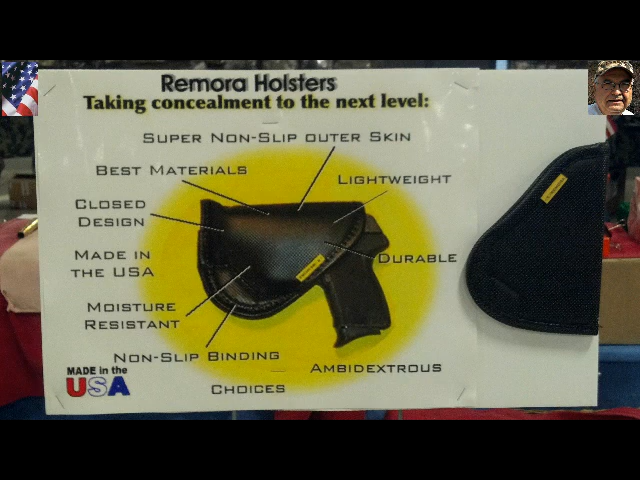 Remora Holsters
Taking concealment to the next level:
Super Non-Slip outer Skin
Best Materials
Lightweight
Closed
Design
Made in
the USA
Durable
Moisture
Resistant
Non-Slip Binding
Ambidextrous
Choices
MADE in the
USA